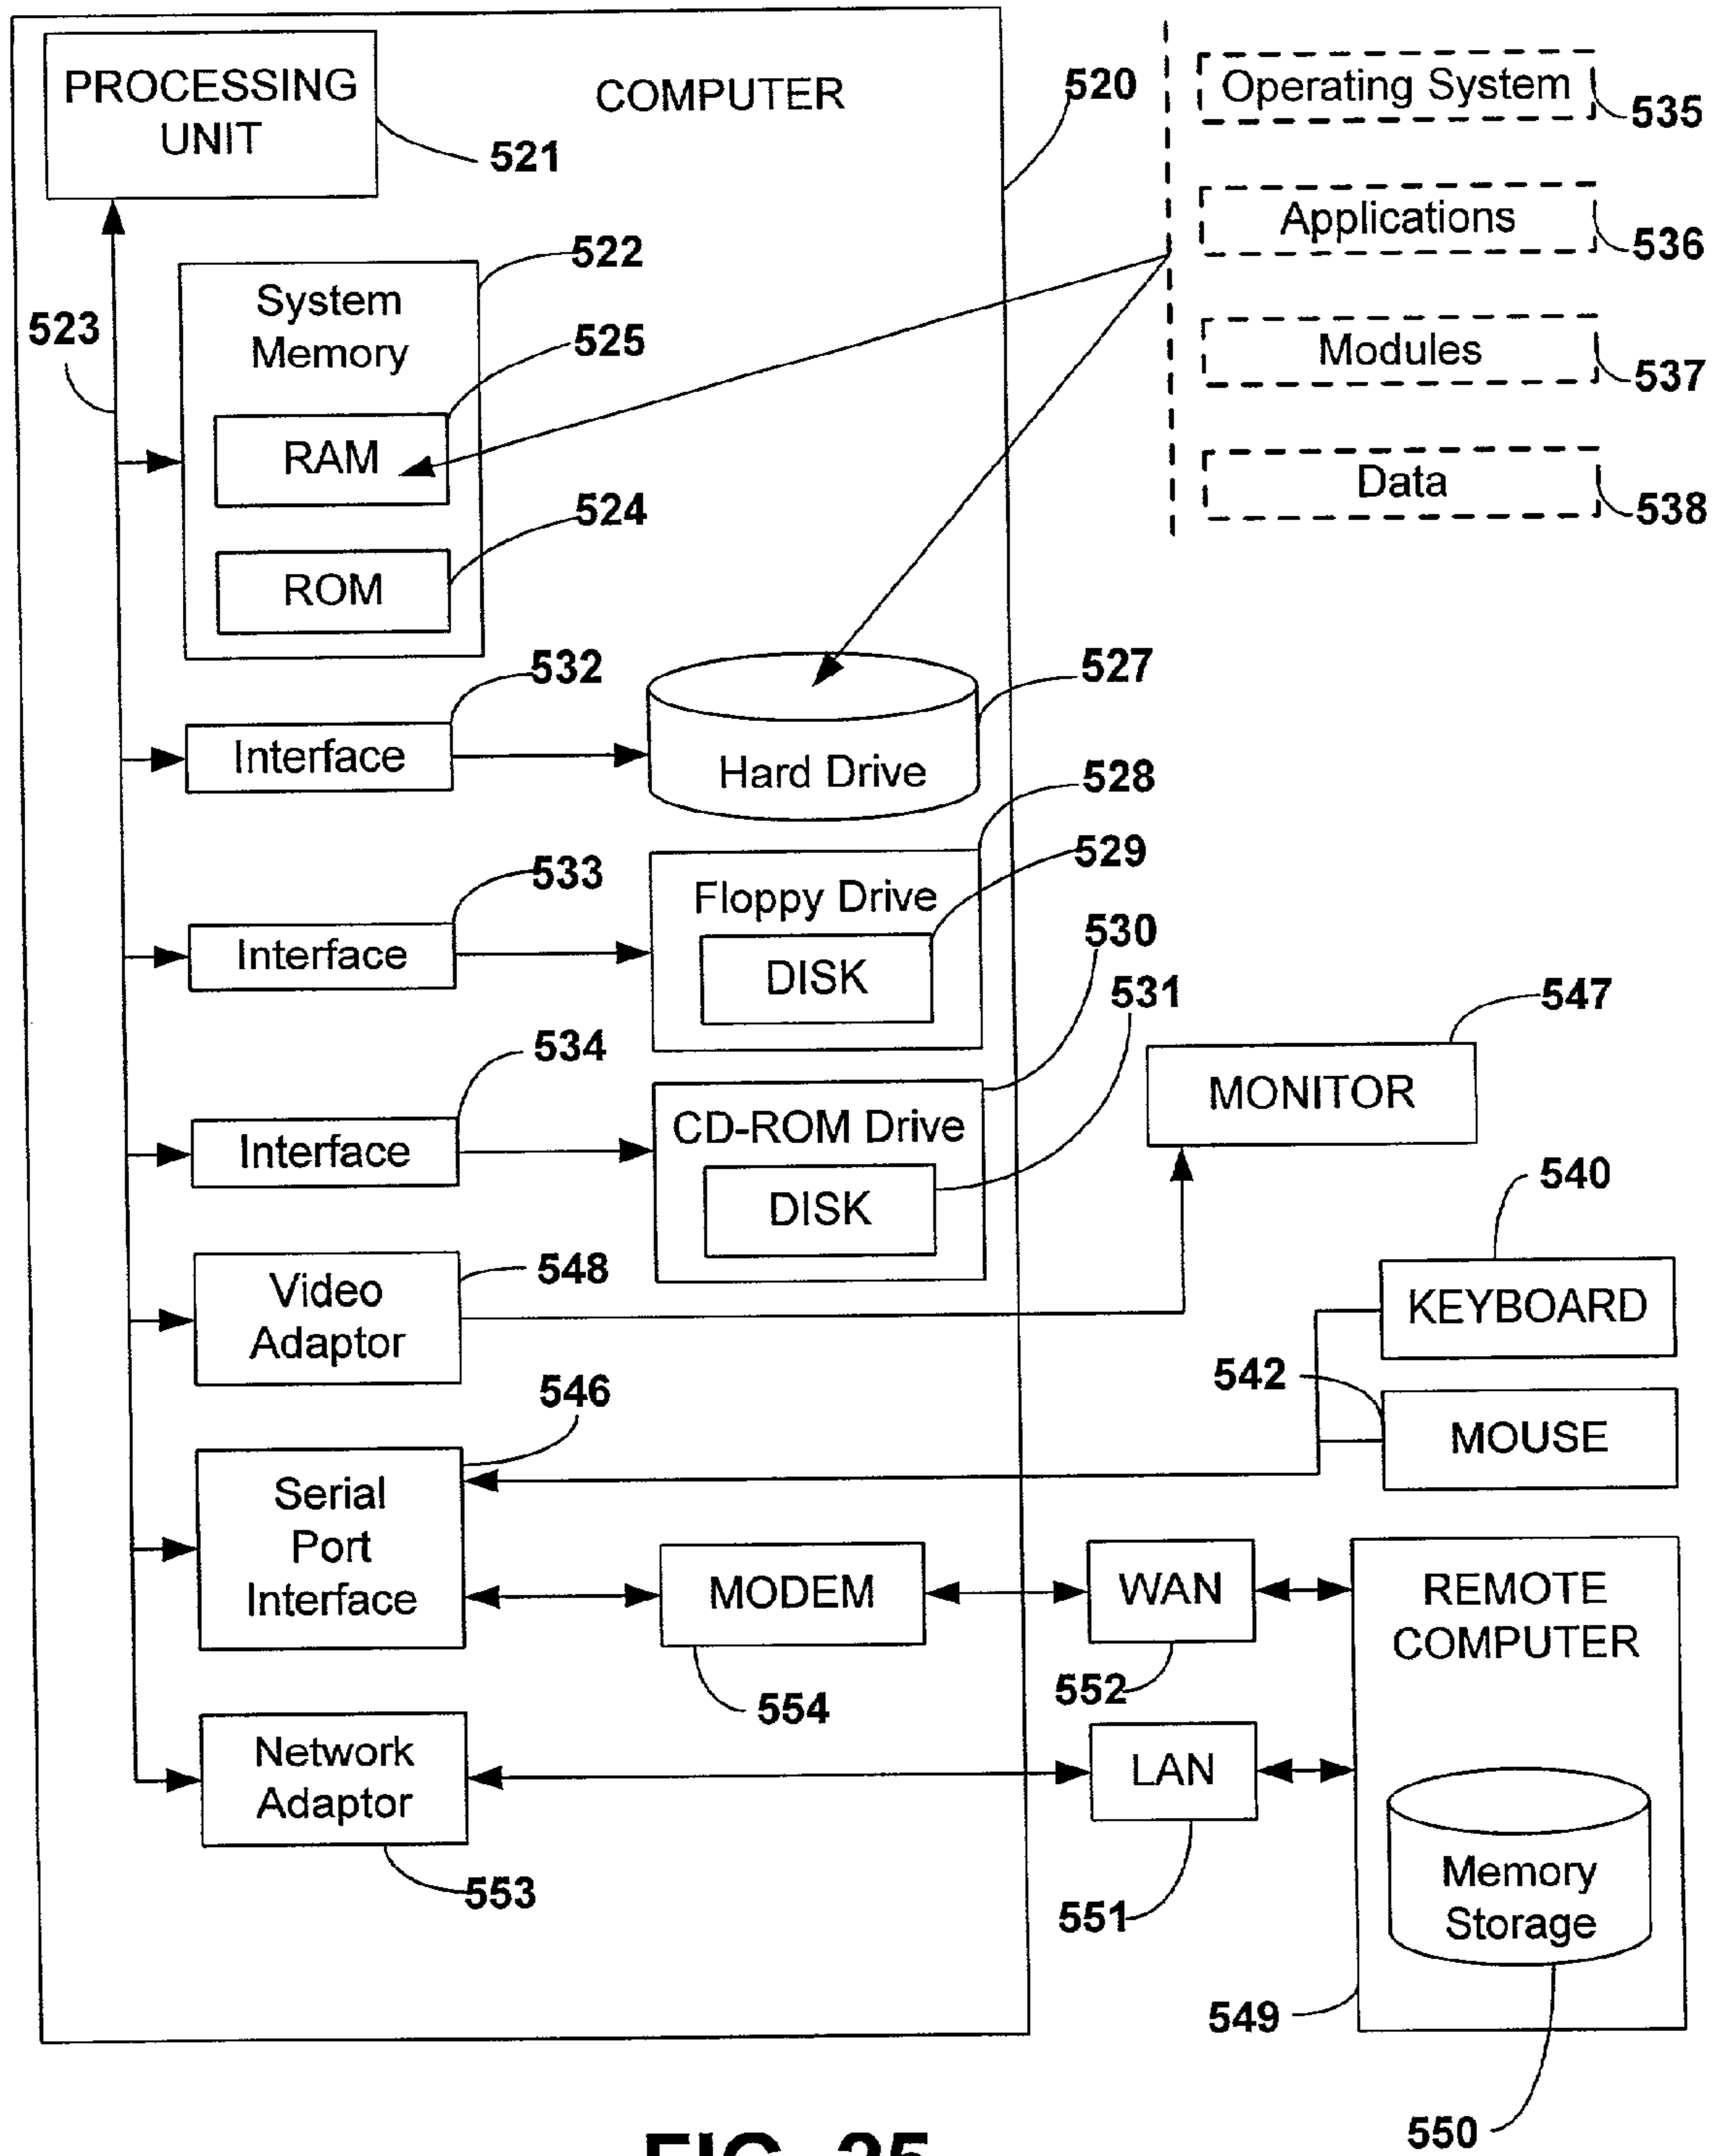 PROCESSING
UNIT
COMPUTER
520
521
Operating System
535
Applications
536
Modules
537
Data
538
522
System
Memory
523
525
RAM
524
ROM
532
Interface
527
Hard Drive
528
533
Interface
529
Floppy Drive
DISK
530
531
534
Interface
CD-ROM Drive
DISK
547
MONITOR
548
Video
Adaptor
540
KEYBOARD
542
MOUSE
546
Serial
Port
Interface
MODEM
554
WAN
552
REMOTE
COMPUTER
Network
Adaptor
553
LAN
551
Memory
Storage
549
550
FIG. 25